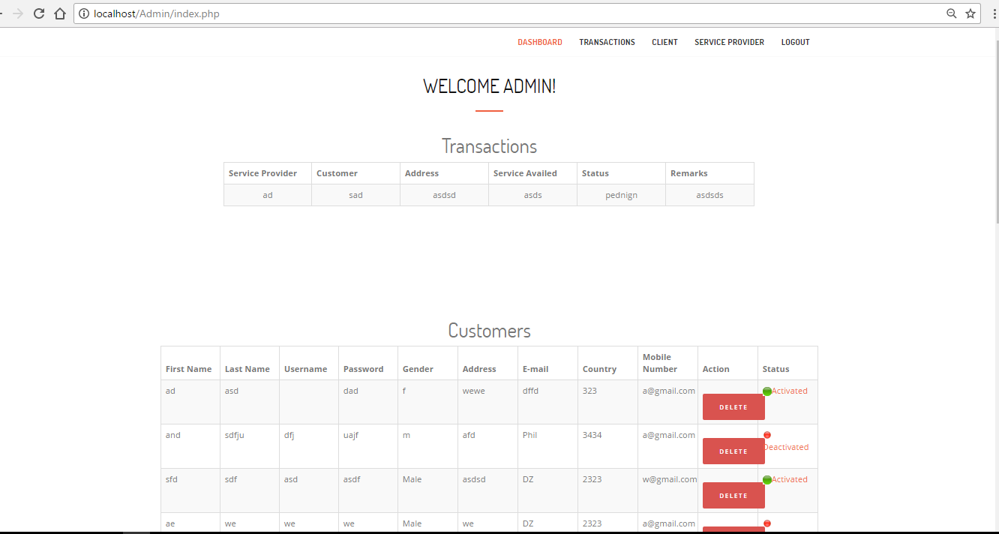 localhost/Admin/index.php
DASHBOARD TRANSACTIONS CLIENT SERVICE PROVIDER LOGOUT
WELCOME ADMIN!
Transactions
Service Provider Customer Address Service Availed Status Remarks
ad sad asdsd asds pednign asdsds
Customers
First Name Last Name Username Password Gender Address E-mail Country Mobile Number Action Status
ad asd dad f wewe dffd 323 a@gmail.com Activated
DELETE
and sdfju dfj uajf m afd Phil 3434 a@gmail.com
Deactivated
DELETE
sfd sdf asd asdf Male asdsd DZ 2323 w@gmail.com Activated
DELETE
ae we we we Male we DZ 2323 a@gmail.com